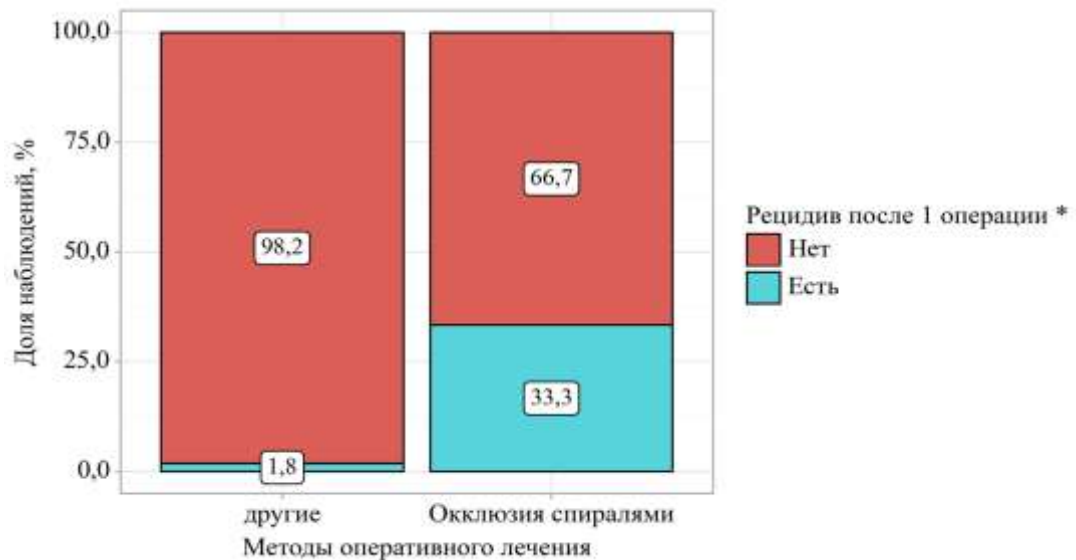 100,0
75,0
50,0
25,0
0,0
Доля наблюдений, %
98,2
1,8
66,7
33,3
другие
Окклюзия спиралями
Методы оперативного лечения
Рецидив после 1 операции *
Нет
Есть